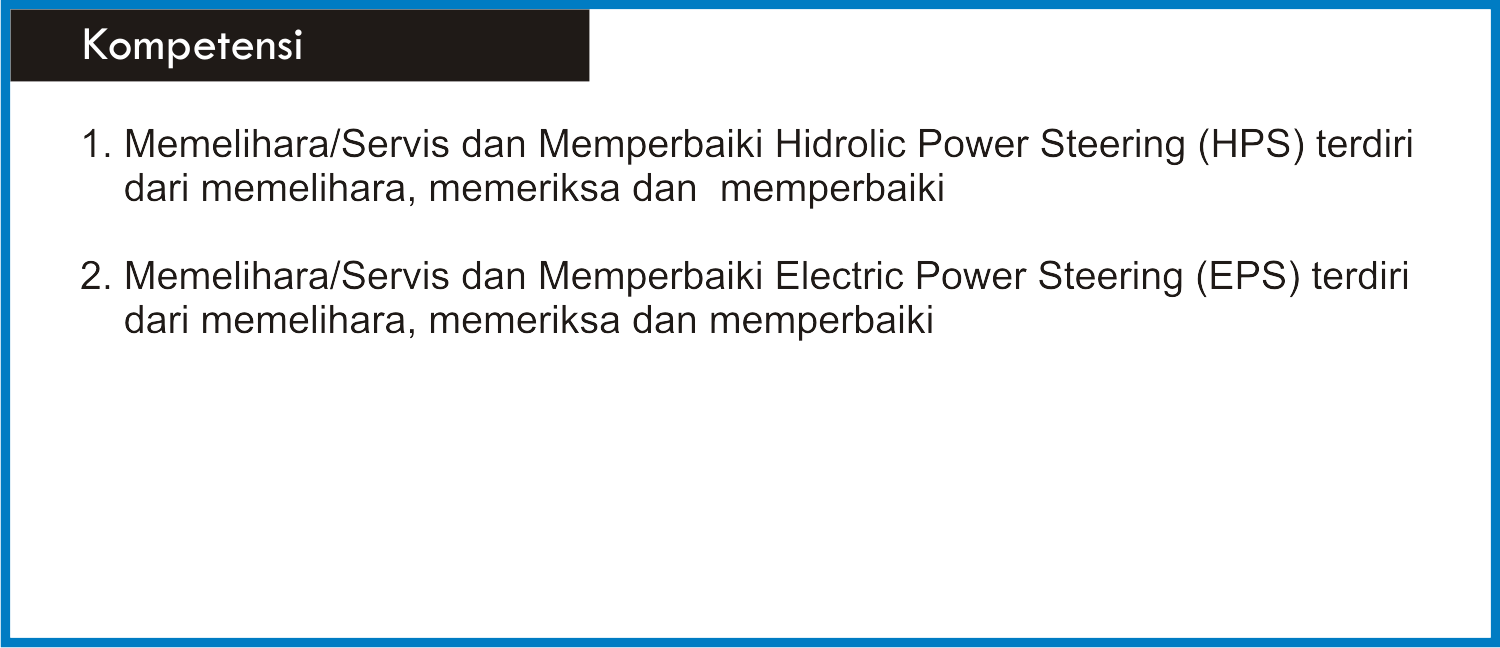 Kompetensi
1. Memelihara/Servis dan Memperbaiki Hidrolic Power Steering (HPS) terdiri
dari memelihara, memeriksa dan  memperbaiki
2. Memelihara/Servis dan Memperbaiki Electric Power Steering (EPS) terdiri
dari memelihara, memeriksa dan memperbaiki